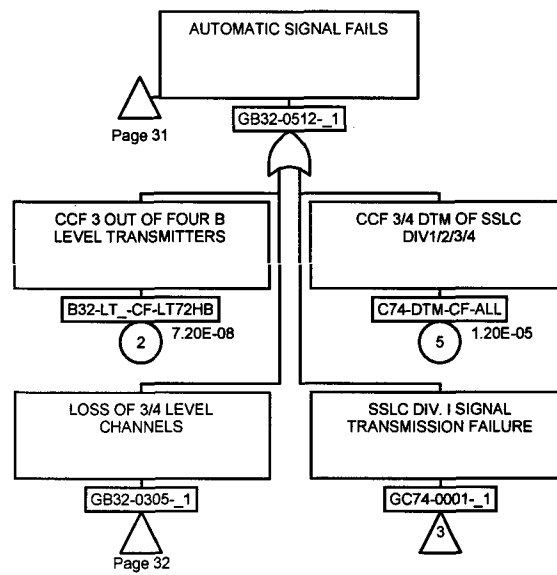 AUTOMATIC SIGNAL FAILS
Page 31
GB32-0512-_1
CCF 3 OUT OF FOUR B
LEVEL TRANSMITTERS
CCF 3/4 DTM OF SSLC
DIV1/2/3/4
B32-LT_-CF-LT72HB
C74-DTM-CF-ALL
2
7.20E-08
5
1.20E-05
LOSS OF 3/4 LEVEL
CHANNELS
SSLC DIV. I SIGNAL
TRANSMISSION FAILURE
GB32-0305-_1
GC74-0001-_1
Page 32
3